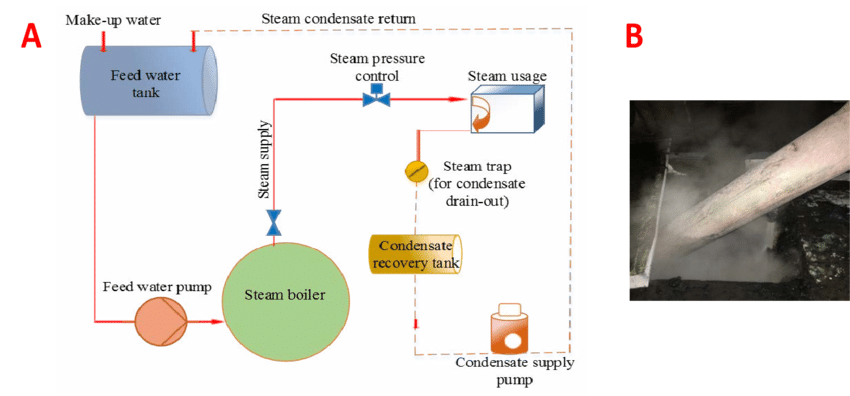 A
B
Make-up water
Steam condensate return
Feed water
tank
Steam pressure
control
Steam usage
Steam supply
Steam trap
(for condensate
drain-out)
Condensate
recovery tank
Feed water pump
Steam boiler
Condensate supply
pump